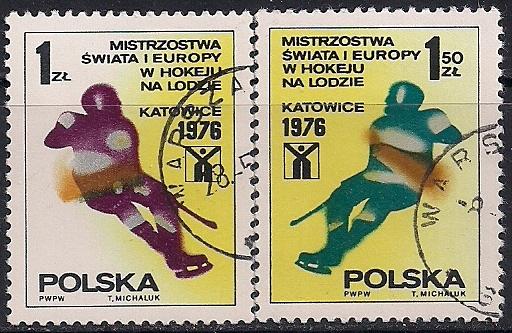 1
ZŁ
MISTRZOSTWA
ŚWIATA I EUROPY
W HOKEJU
NA LODZIE
KATOWICE
1976
POLSKA
PWPW T. MICHALUK
MISTRZOSTWA
ŚWIATA I EUROPY
W HOKEJU
NA LODZIE
1 50
ZŁ
KATOWICE
1976
POLSKA
PWPW T. MICHALUK